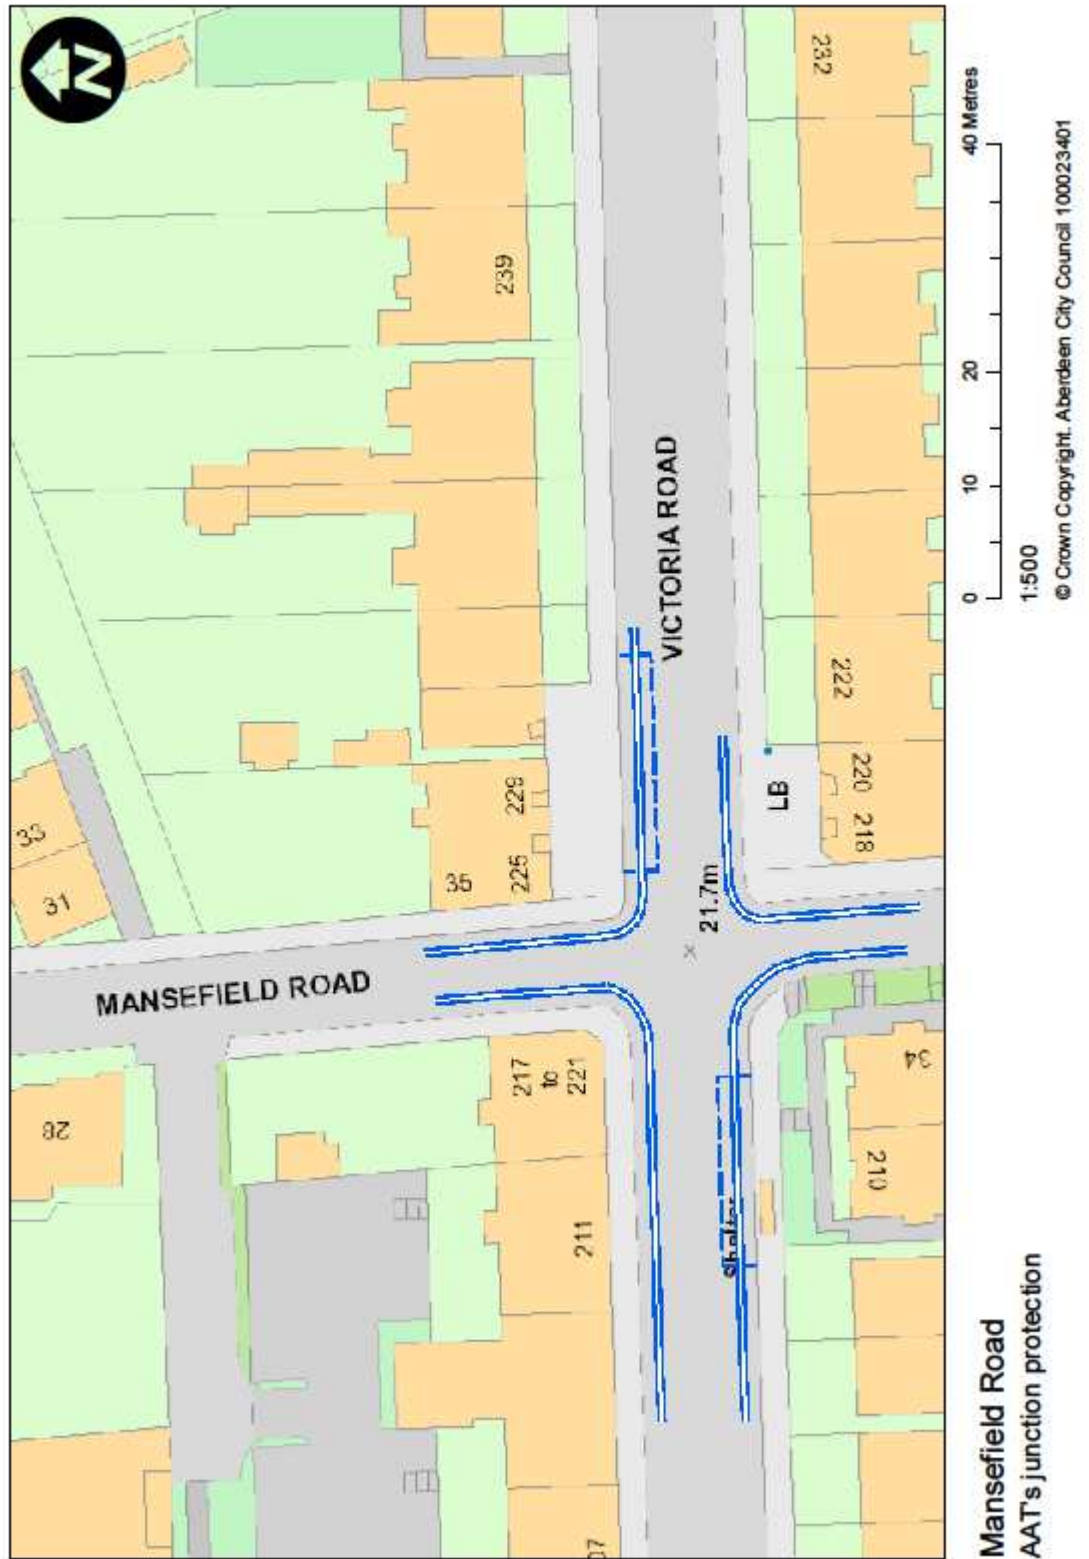 N
232
239
VICTORIA ROAD
222
33
31
35
225
229
LB
220
218
21.7m
MANSEFIELD ROAD
28
217
to
221
34
210
211
Shelter
07
0
10
20
40 Metres
1:500
© Crown Copyright. Aberdeen City Council 100023401
Mansefield Road
AAT's junction protection